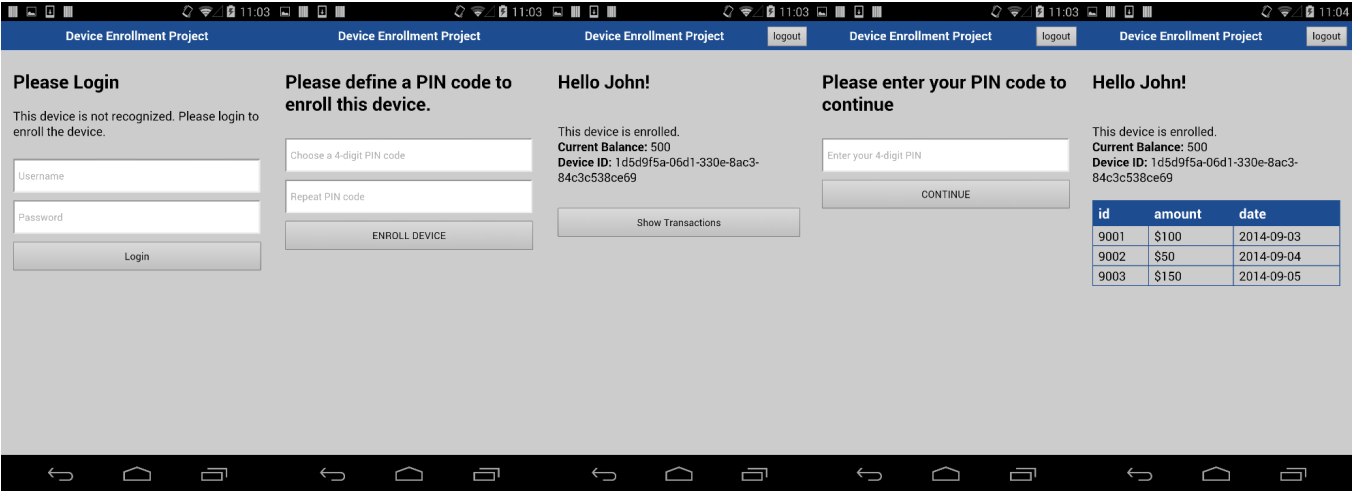 11:03
Device Enrollment Project
Please Login
This device is not recognized. Please login to
enroll the device.
Username
Password
Login
11:03
Device Enrollment Project
Please define a PIN code to
enroll this device.
Choose a 4-digit PIN code
Repeat PIN code
ENROLL DEVICE
11:03
Device Enrollment Project
logout
Hello John!
This device is enrolled.
Current Balance: 500
Device ID: 1d5d9f5a-06d1-330e-8ac3-
84c3c538ce69
Show Transactions
11:03
Device Enrollment Project
logout
Please enter your PIN code to
continue
Enter your 4-digit PIN
CONTINUE
11:04
Device Enrollment Project
logout
Hello John!
This device is enrolled.
Current Balance: 500
Device ID: 1d5d9f5a-06d1-330e-8ac3-
84c3c538ce69
id amount date
9001 $100 2014-09-03
9002 $50 2014-09-04
9003 $150 2014-09-05